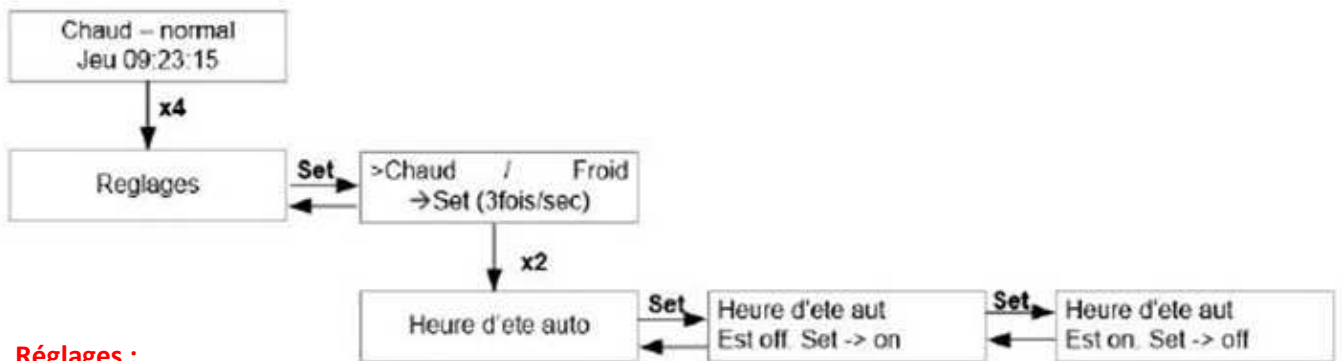 Chaud – normal
Jeu 09:23:15
x4
Reglages
Set
>Chaud / Froid
→Set (3fois/sec)
x2
Heure d'ete auto
Set
Heure d'ete aut
Est off. Set -> on
Set
Heure d'ete aut
Est on. Set -> off
Réglages :